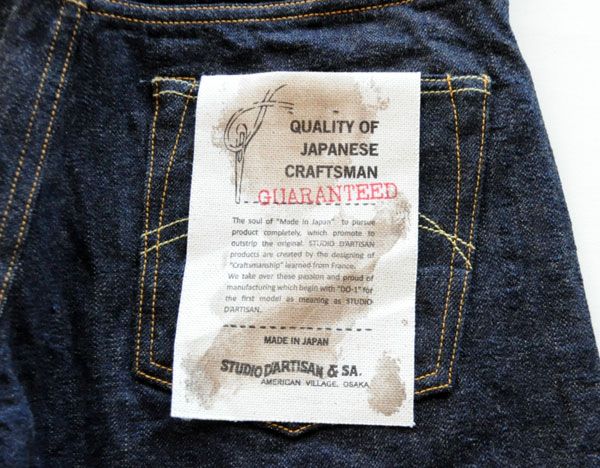 QUALITY OF
JAPANESE
CRAFTSMAN
GUARANTEED
The soul of "Made In Japan" to pursue
product completely, which promote to
outstrip the original. STUDIO D'ARTISAN
products are created by the designing of
"Craftsmanship" learned from France.
We take over these passion and proud of
manufacturing which begin with "DO-1" for
the first model as meaning as STUDIO
D'ARTISAN.
MADE IN JAPAN
STUDIO D'ARTISAN & SA.
AMERICAN VILLAGE, OSAKA